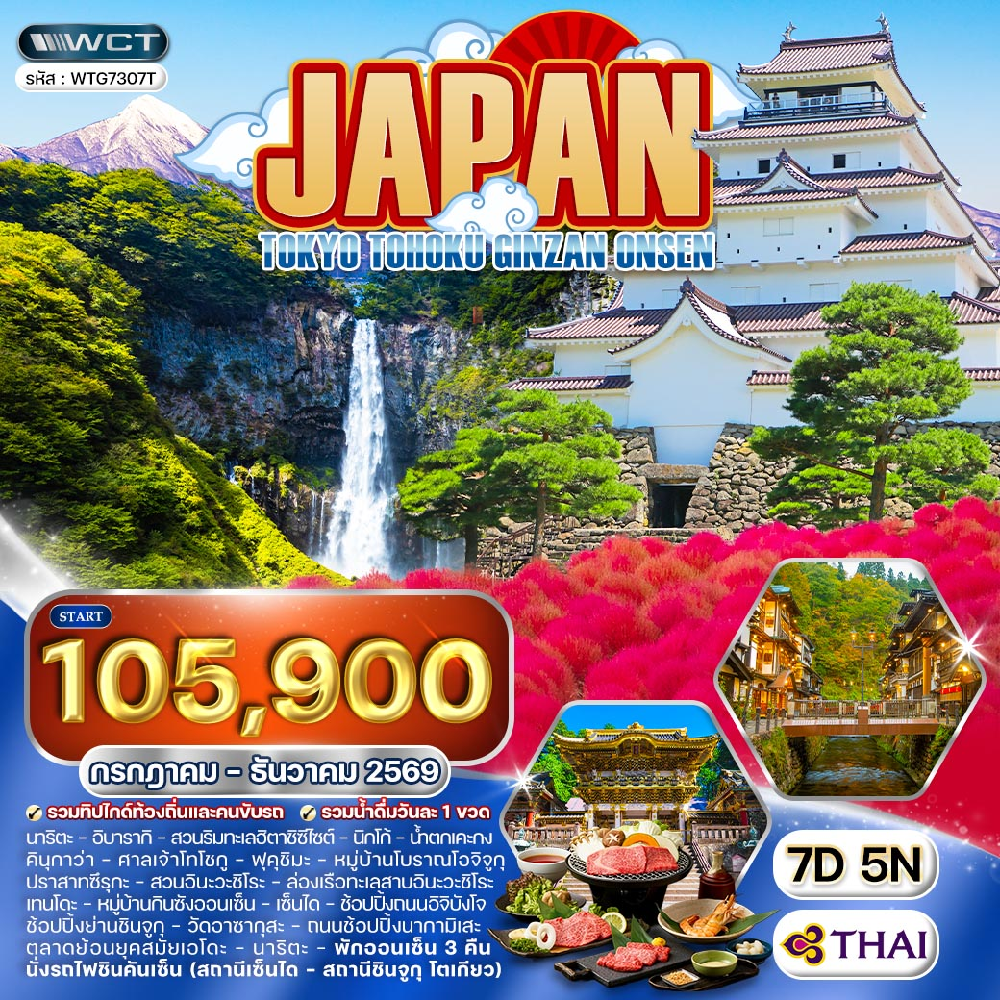 WCT
รหัส : WTG7307T
JAPAN
TOKYO TOHOKU GINZAN ONSEN
START
105,900
กรกฎาคม - ธันวาคม 2569
รวมทิปไกด์ท้องถิ่นและคนขับรถ รวมน้ำดื่มวันละ 1 ขวด
นาริตะ - อิบารากิ - สวนริมทะเลฮิตาชิซีไซด์ - นิกโก้ - น้ำตกเคะกง
คินุกาว่า - ศาลเจ้าโทโชกู - ฟุคุชิมะ - หมู่บ้านโบราณโออิจูกุ
ปราสาทซึรุกะ - สวนอินะวะชิโระ - ล่องเรือทะเลสาบอินะวะชิโระ
เทนโดะ - หมู่บ้านกินซังออนเซ็น - เซ็นได - ช้อปปิ้งถนนอิจิบังโจ
ช้อปปิ้งย่านชินจูกุ - วัดอาซากุสะ - ถนนช้อปปิ้งนากามิเสะ
ตลาดย้อนยุคสมัยเอโดะ - นาริตะ - พักออนเซ็น 3 คืน
นั่งรถไฟชินคันเซ็น (สถานีเซ็นได - สถานีชินจูกุ โตเกียว)
7D 5N
THAI